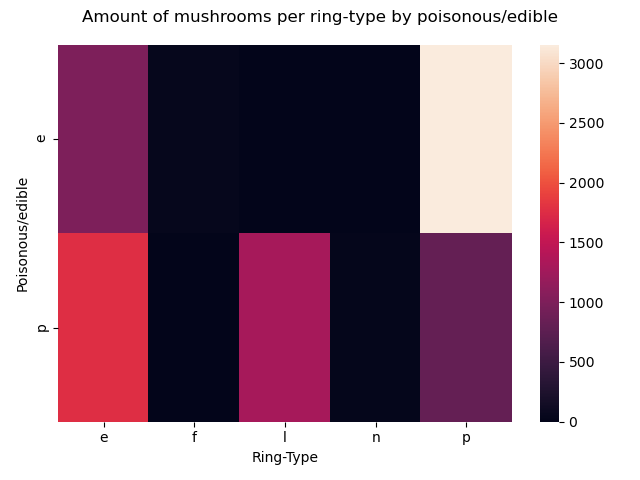 Amount of mushrooms per ring-type by poisonous/edible
Poisonous/edible
e
p
e f l n p
Ring-Type
3000
2500
2000
1500
1000
500
0